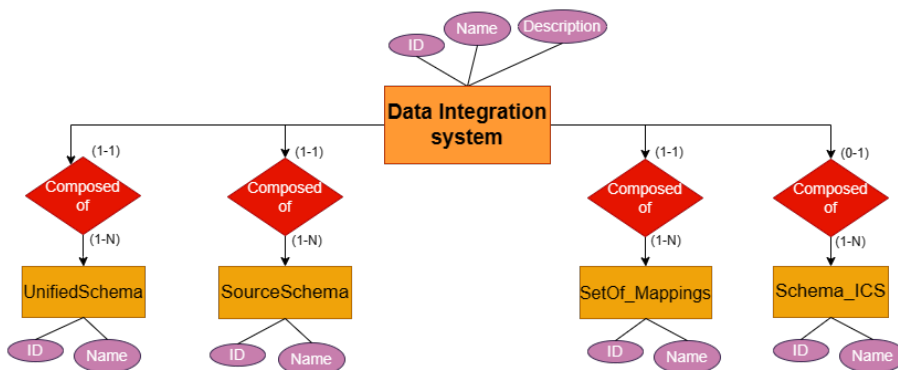 ID
Name
Description
Data Integration
system
(1-1)
(1-1)
(1-1)
(0-1)
Composed
of
Composed
of
Composed
of
Composed
of
(1-N)
(1-N)
(1-N)
(1-N)
UnifiedSchema
SourceSchema
SetOf_Mappings
Schema_ICS
ID
Name
ID
Name
ID
Name
ID
Name